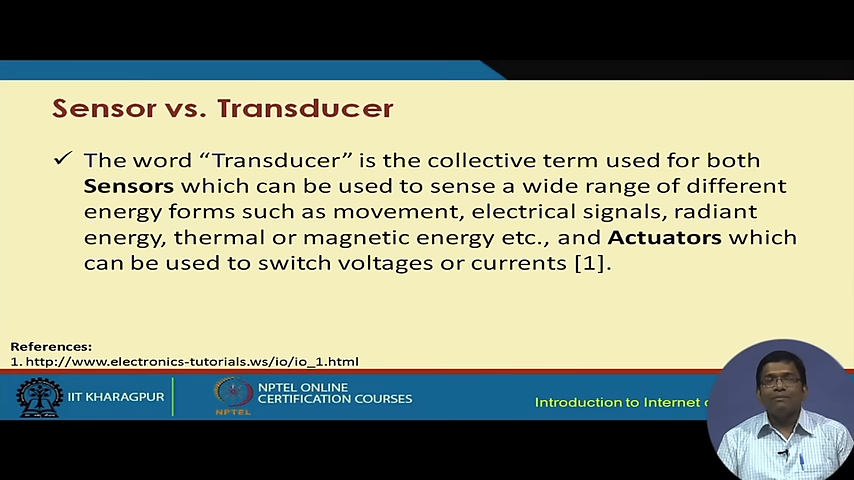 Sensor vs. Transducer
✓ The word “Transducer” is the collective term used for both
Sensors which can be used to sense a wide range of different
energy forms such as movement, electrical signals, radiant
energy, thermal or magnetic energy etc., and Actuators which
can be used to switch voltages or currents [1].
References:
1. http://www.electronics-tutorials.ws/io/io_1.html
IIT KHARAGPUR
NPTEL
NPTEL ONLINE
CERTIFICATION COURSES
Introduction to Internet